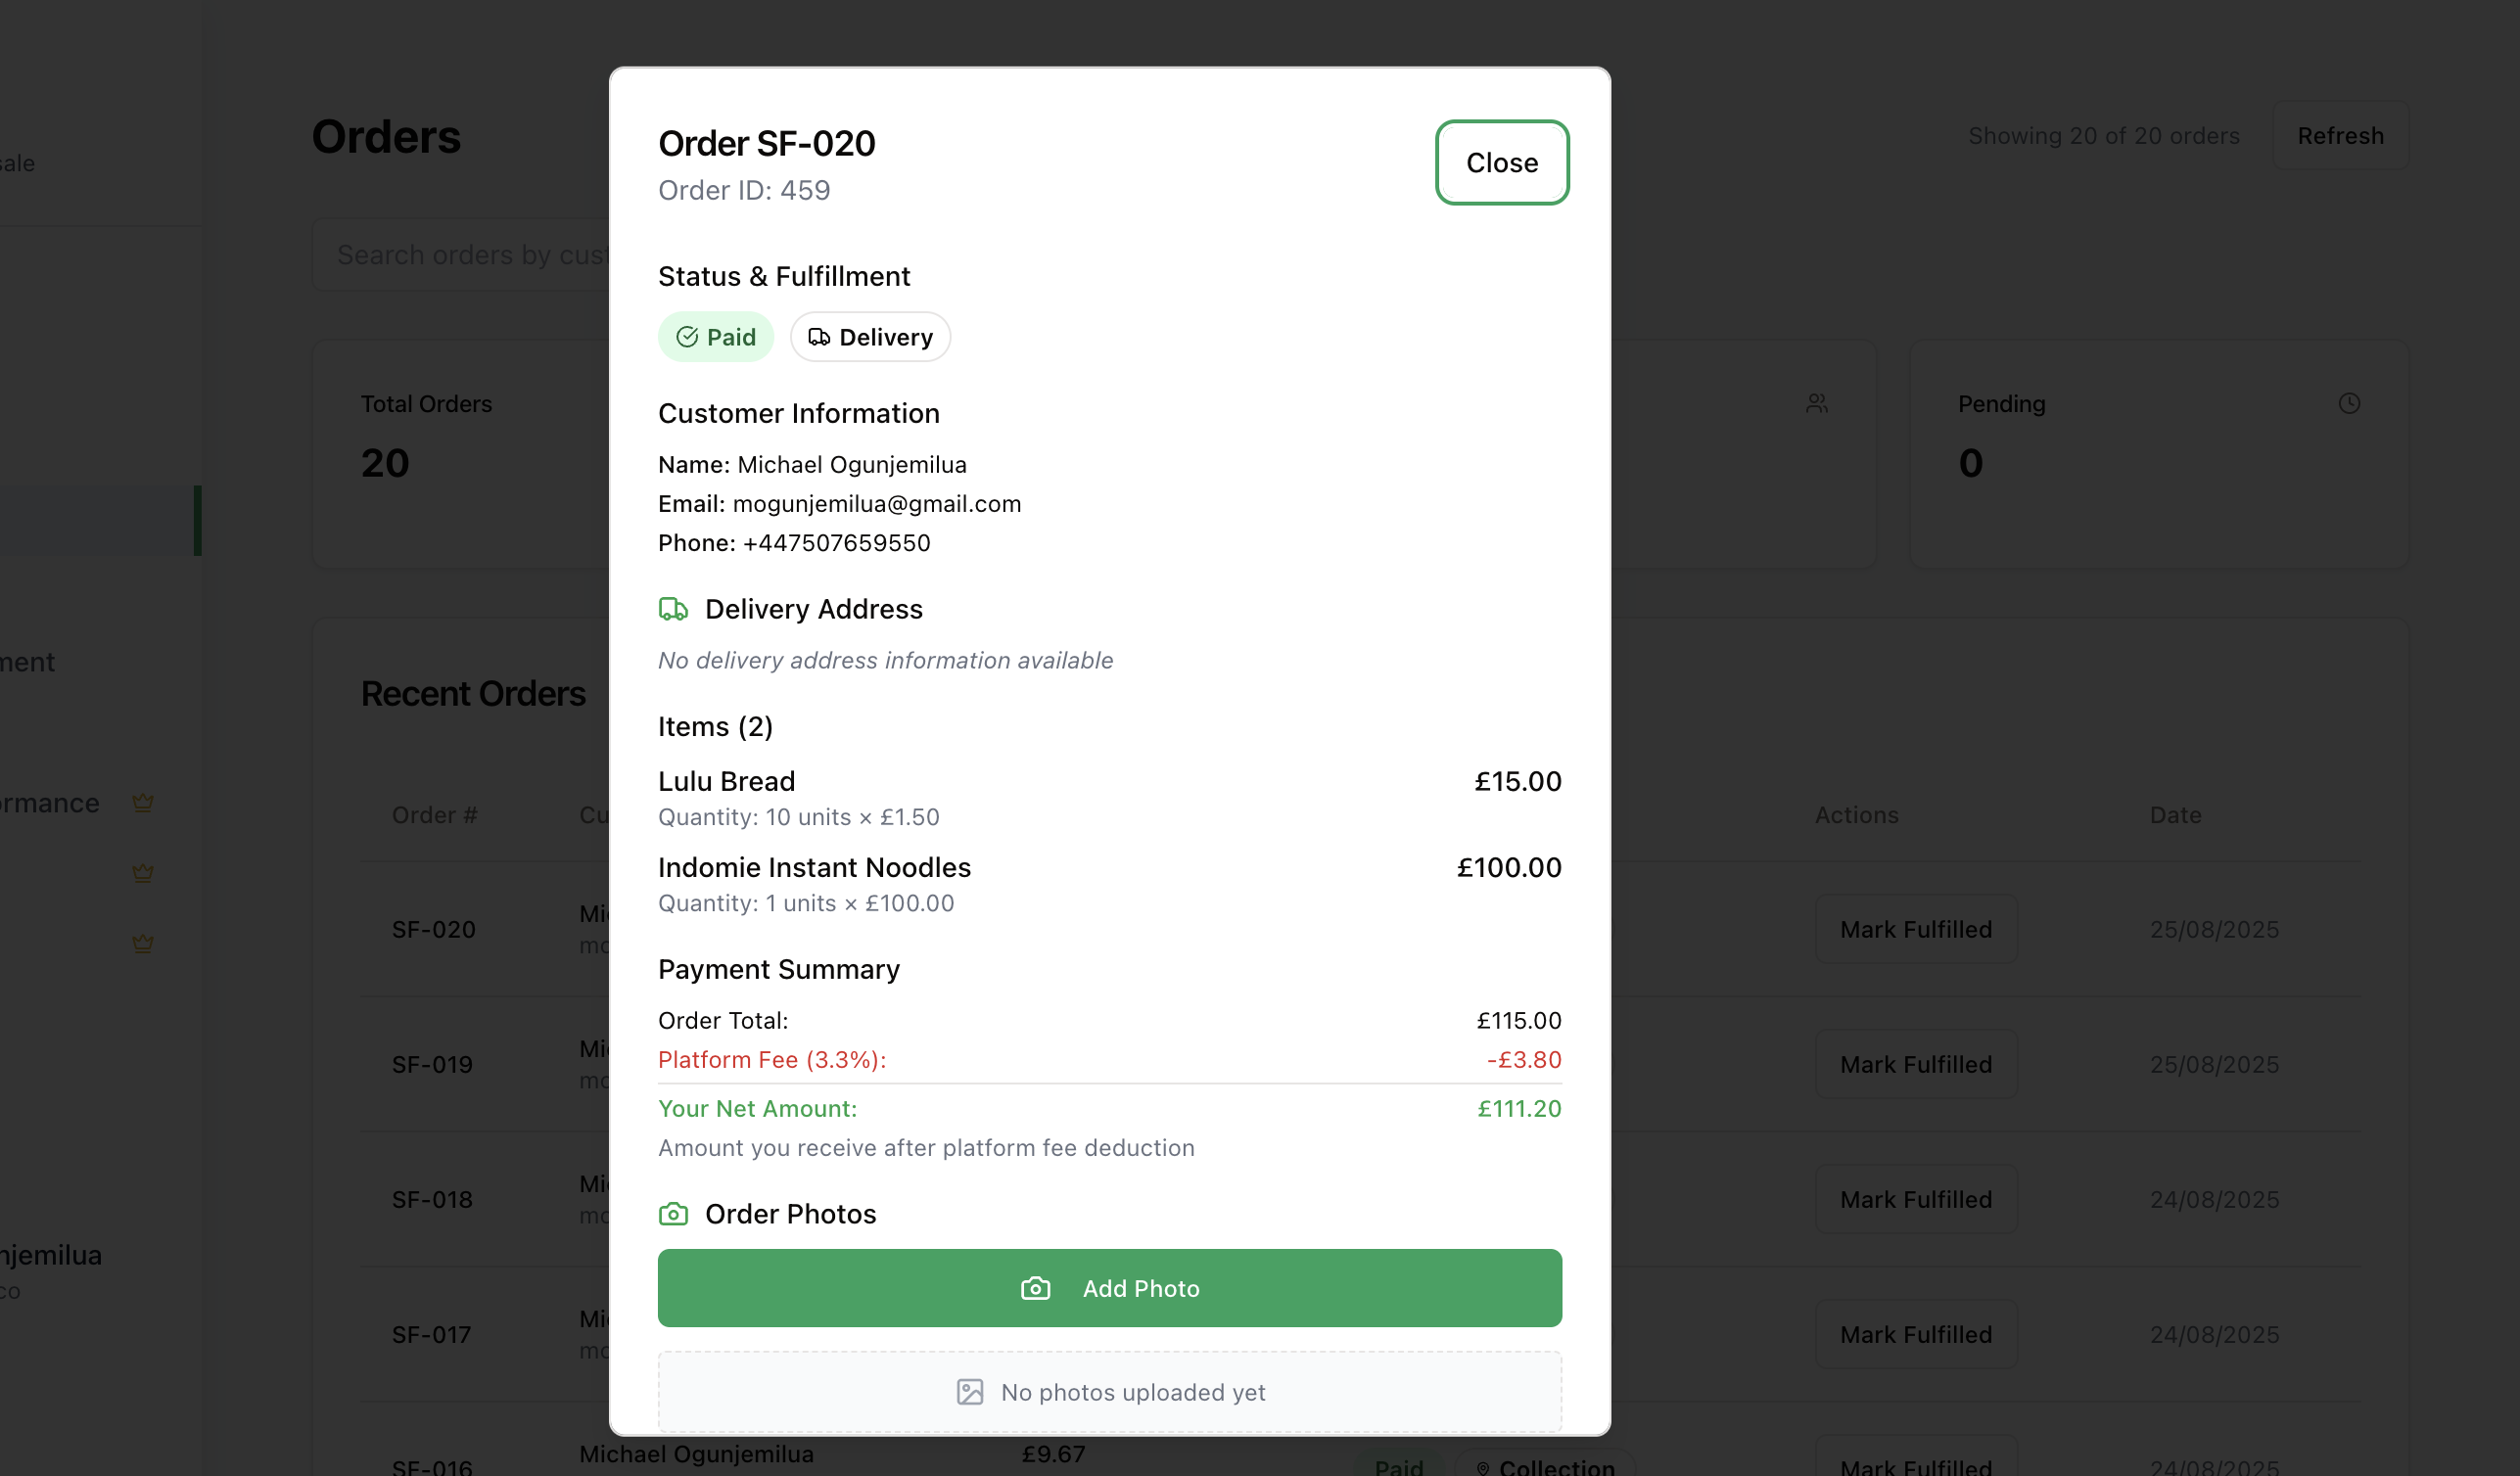 Orders
Showing 20 of 20 orders
Refresh
sale
Search orders by cust
Total Orders
20
Pending
0
ment
Recent Orders
ormance
Order #
Cu
Actions
Date
SF-020
Mi
mo
Mark Fulfilled
25/08/2025
SF-019
Mi
mo
Mark Fulfilled
25/08/2025
SF-018
Mi
mo
Mark Fulfilled
24/08/2025
njemilua
co
SF-017
Mi
mo
Mark Fulfilled
24/08/2025
SF-016
Michael Ogunjemilua
£9.67
Paid
Collection
Mark Fulfilled
24/08/2025
Order SF-020
Close
Order ID: 459
Status & Fulfillment
Paid
Delivery
Customer Information
Name: Michael Ogunjemilua
Email: mogunjemilua@gmail.com
Phone: +447507659550
Delivery Address
No delivery address information available
Items (2)
Lulu Bread £15.00
Quantity: 10 units × £1.50
Indomie Instant Noodles £100.00
Quantity: 1 units × £100.00
Payment Summary
Order Total: £115.00
Platform Fee (3.3%): -£3.80
Your Net Amount: £111.20
Amount you receive after platform fee deduction
Order Photos
Add Photo
No photos uploaded yet